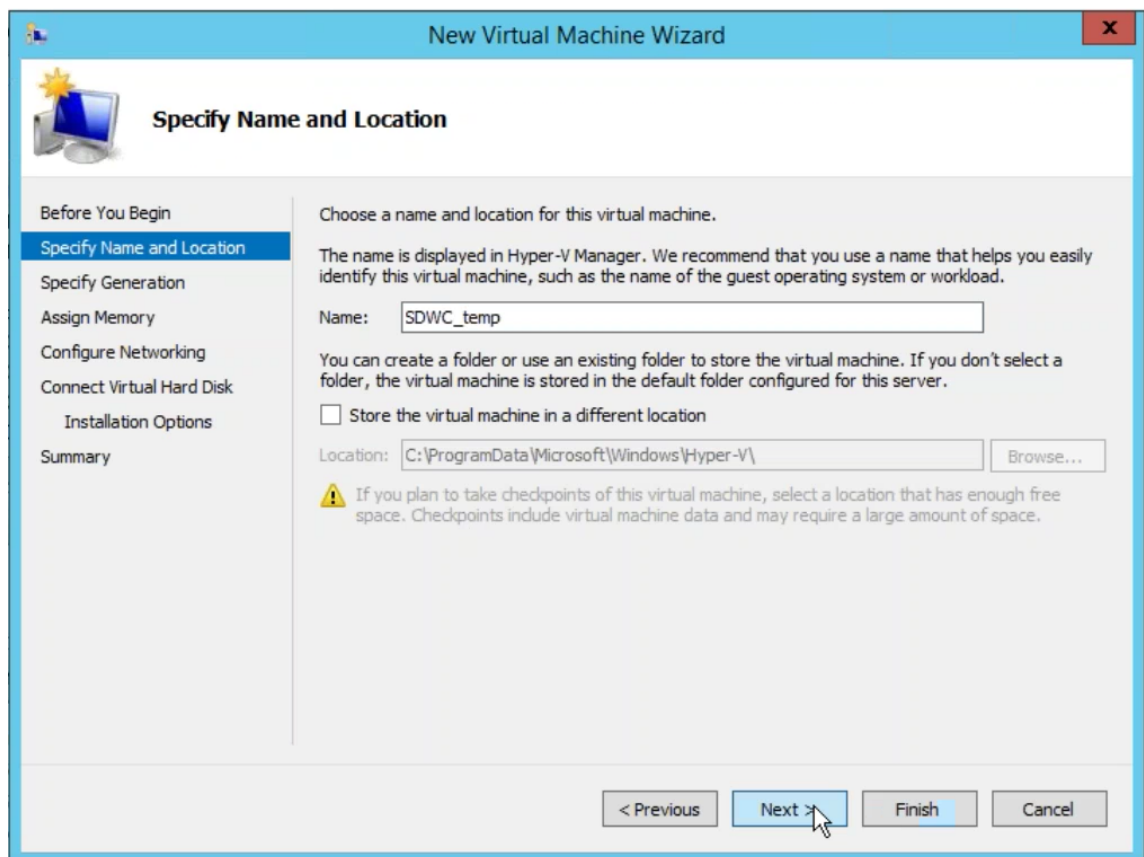 New Virtual Machine Wizard
x
Specify Name and Location
Before You Begin
Specify Name and Location
Specify Generation
Assign Memory
Configure Networking
Connect Virtual Hard Disk
Installation Options
Summary
Choose a name and location for this virtual machine.
The name is displayed in Hyper-V Manager. We recommend that you use a name that helps you easily
identify this virtual machine, such as the name of the guest operating system or workload.
Name: SDWC_temp
You can create a folder or use an existing folder to store the virtual machine. If you don't select a
folder, the virtual machine is stored in the default folder configured for this server.
Store the virtual machine in a different location
Location: C:\ProgramData\Microsoft\Windows\Hyper-V\ Browse...
If you plan to take checkpoints of this virtual machine, select a location that has enough free
space. Checkpoints include virtual machine data and may require a large amount of space.
< Previous Next > Finish Cancel